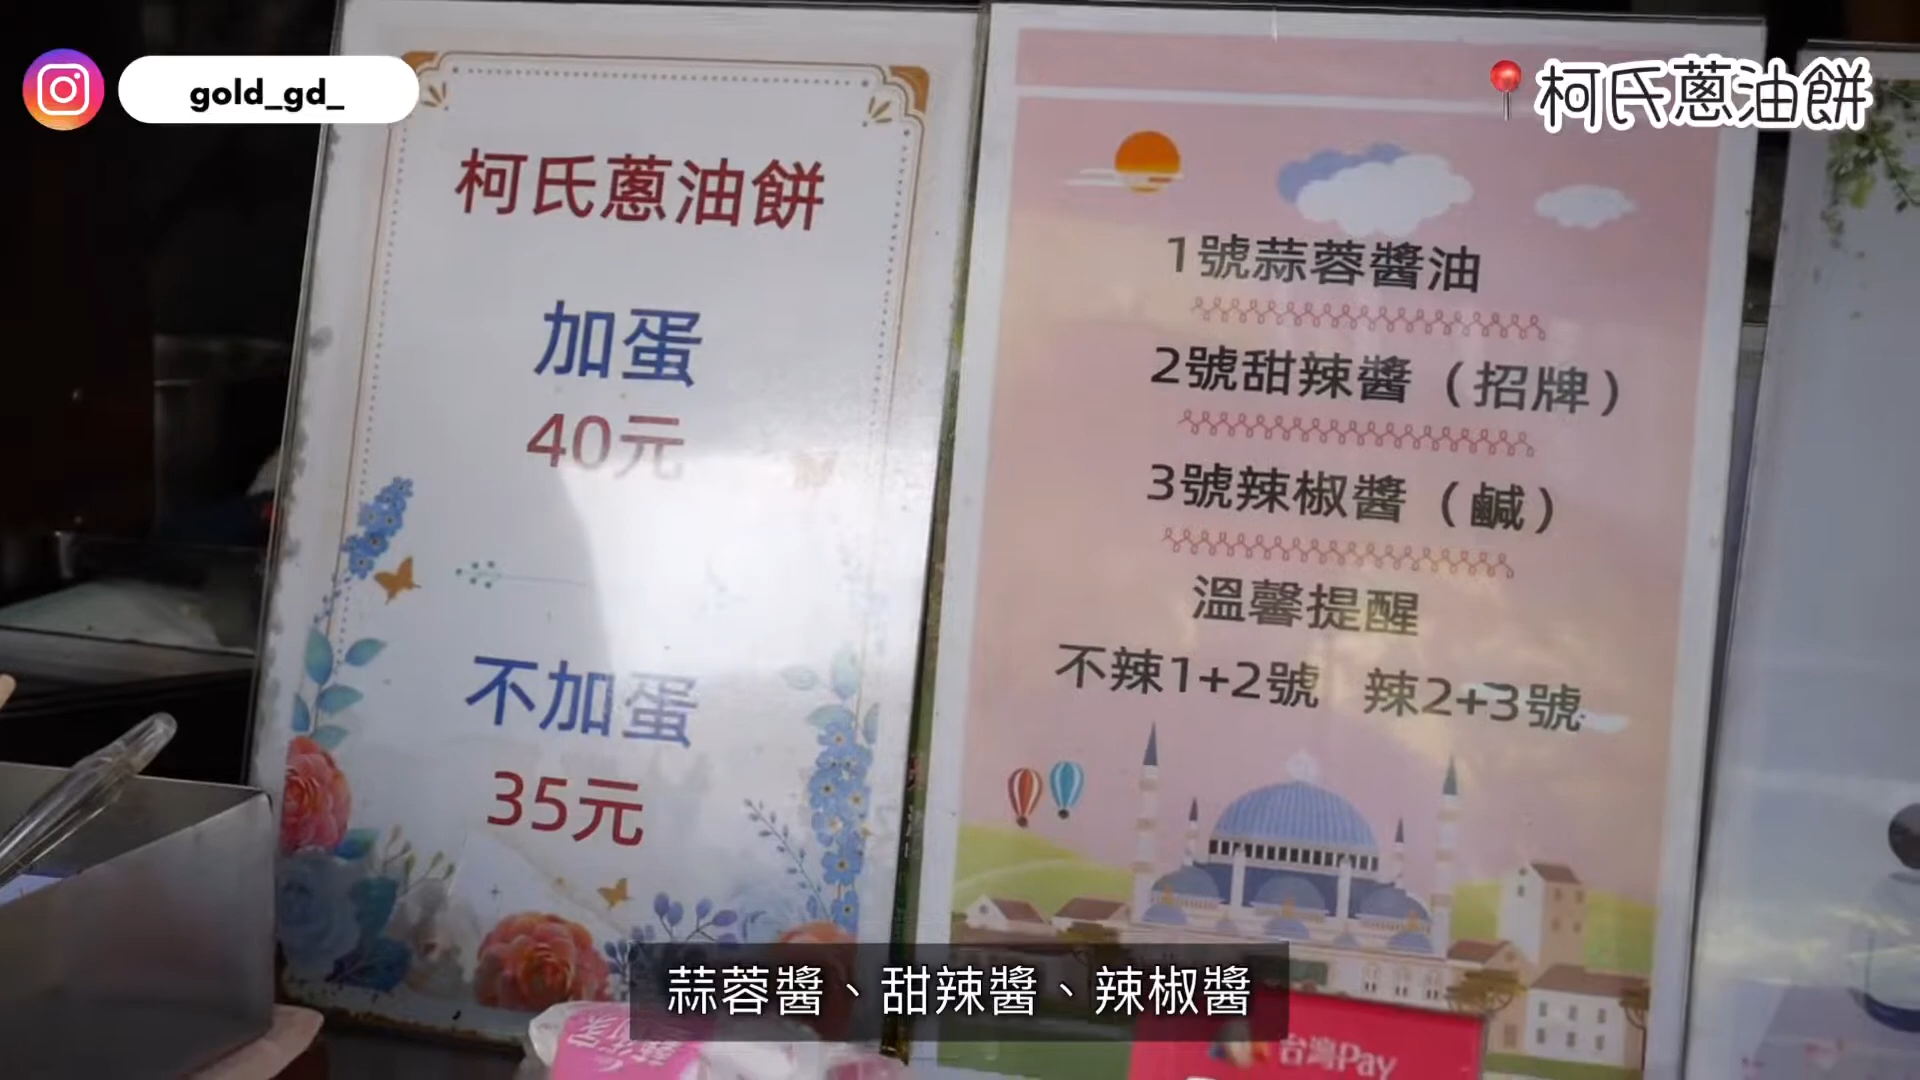 gold_gd_
柯氏蔥油餅
柯氏蔥油餅
加蛋
40元
不加蛋
35元
1號蒜蓉醬油
2號甜辣醬（招牌）
3號辣椒醬（鹹）
溫馨提醒
不辣1+2號 辣2+3號
蒜蓉醬、甜辣醬、辣椒醬
台灣Pay